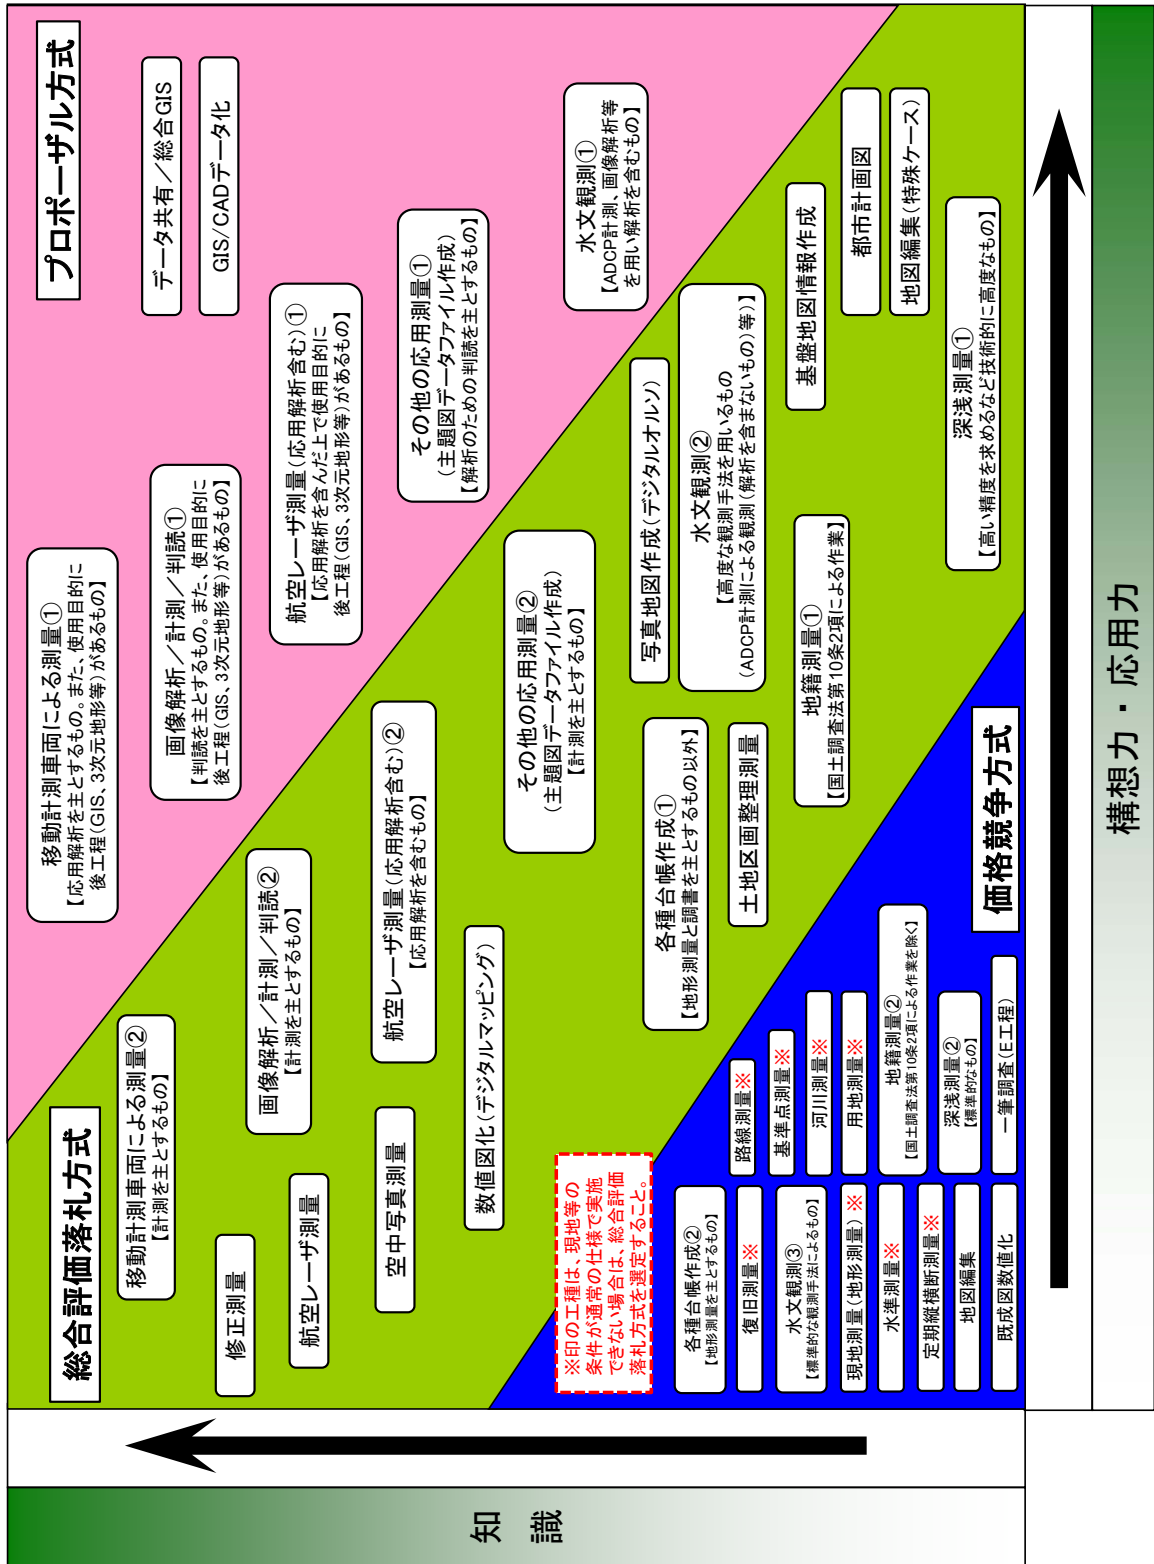 プロポーザル方式
データ共有／総合GIS
GIS/CADデータ化
移動計測車両による測量①
【応用解析を主とするもの。また、使用目的に
後工程（GIS、3次元地形等）があるもの】
画像解析／計測／判読①
【判読を主とするもの。また、使用目的に
後工程（GIS、3次元地形等）があるもの】
航空レーザ測量（応用解析含む）①
【応用解析を含んだ上で使用目的に
後工程（GIS、3次元地形等）があるもの】
その他の応用測量①
（主題図データファイル作成）
【解析のための判読を主とするもの】
水文観測①
【ADCP計測、画像解析等
を用い解析を含むもの】
総合評価落札方式
移動計測車両による測量②
【計測を主とするもの】
修正測量
画像解析／計測／判読②
【計測を主とするもの】
航空レーザ測量
航空レーザ測量（応用解析含む）②
【応用解析を含むもの】
空中写真測量
数値図化（デジタルマッピング）
その他の応用測量②
（主題図データファイル作成）
【計測を主とするもの】
写真地図作成（デジタルオルソ）
水文観測②
【高度な観測手法を用いるもの
（ADCP計測による観測（解析を含まないもの）等）】
各種台帳作成①
【地形測量と調書を主とするもの以外】
土地区画整理測量
基盤地図情報作成
地籍測量①
【国土調査法第10条2項による作業】
都市計画図
地図編集（特殊ケース）
深浅測量①
【高い精度を求めるなど技術的に高度なもの】
※印の工種は、現地等の
条件が通常の仕様で実施
できない場合は、総合評価
落札方式を選定すること。
価格競争方式
各種台帳作成②
【地形測量を主とするもの】
路線測量※
復旧測量※
基準点測量※
水文観測③
【標準的な観測手法によるもの】
河川測量※
現地測量（地形測量）※
用地測量※
水準測量※
地籍測量②
【国土調査法第10条2項による作業を除く】
定期縦横断測量※
深浅測量②
【標準的なもの】
地図編集
一筆調査（E工程）
既成図数値化
知　識
構想力・応用力